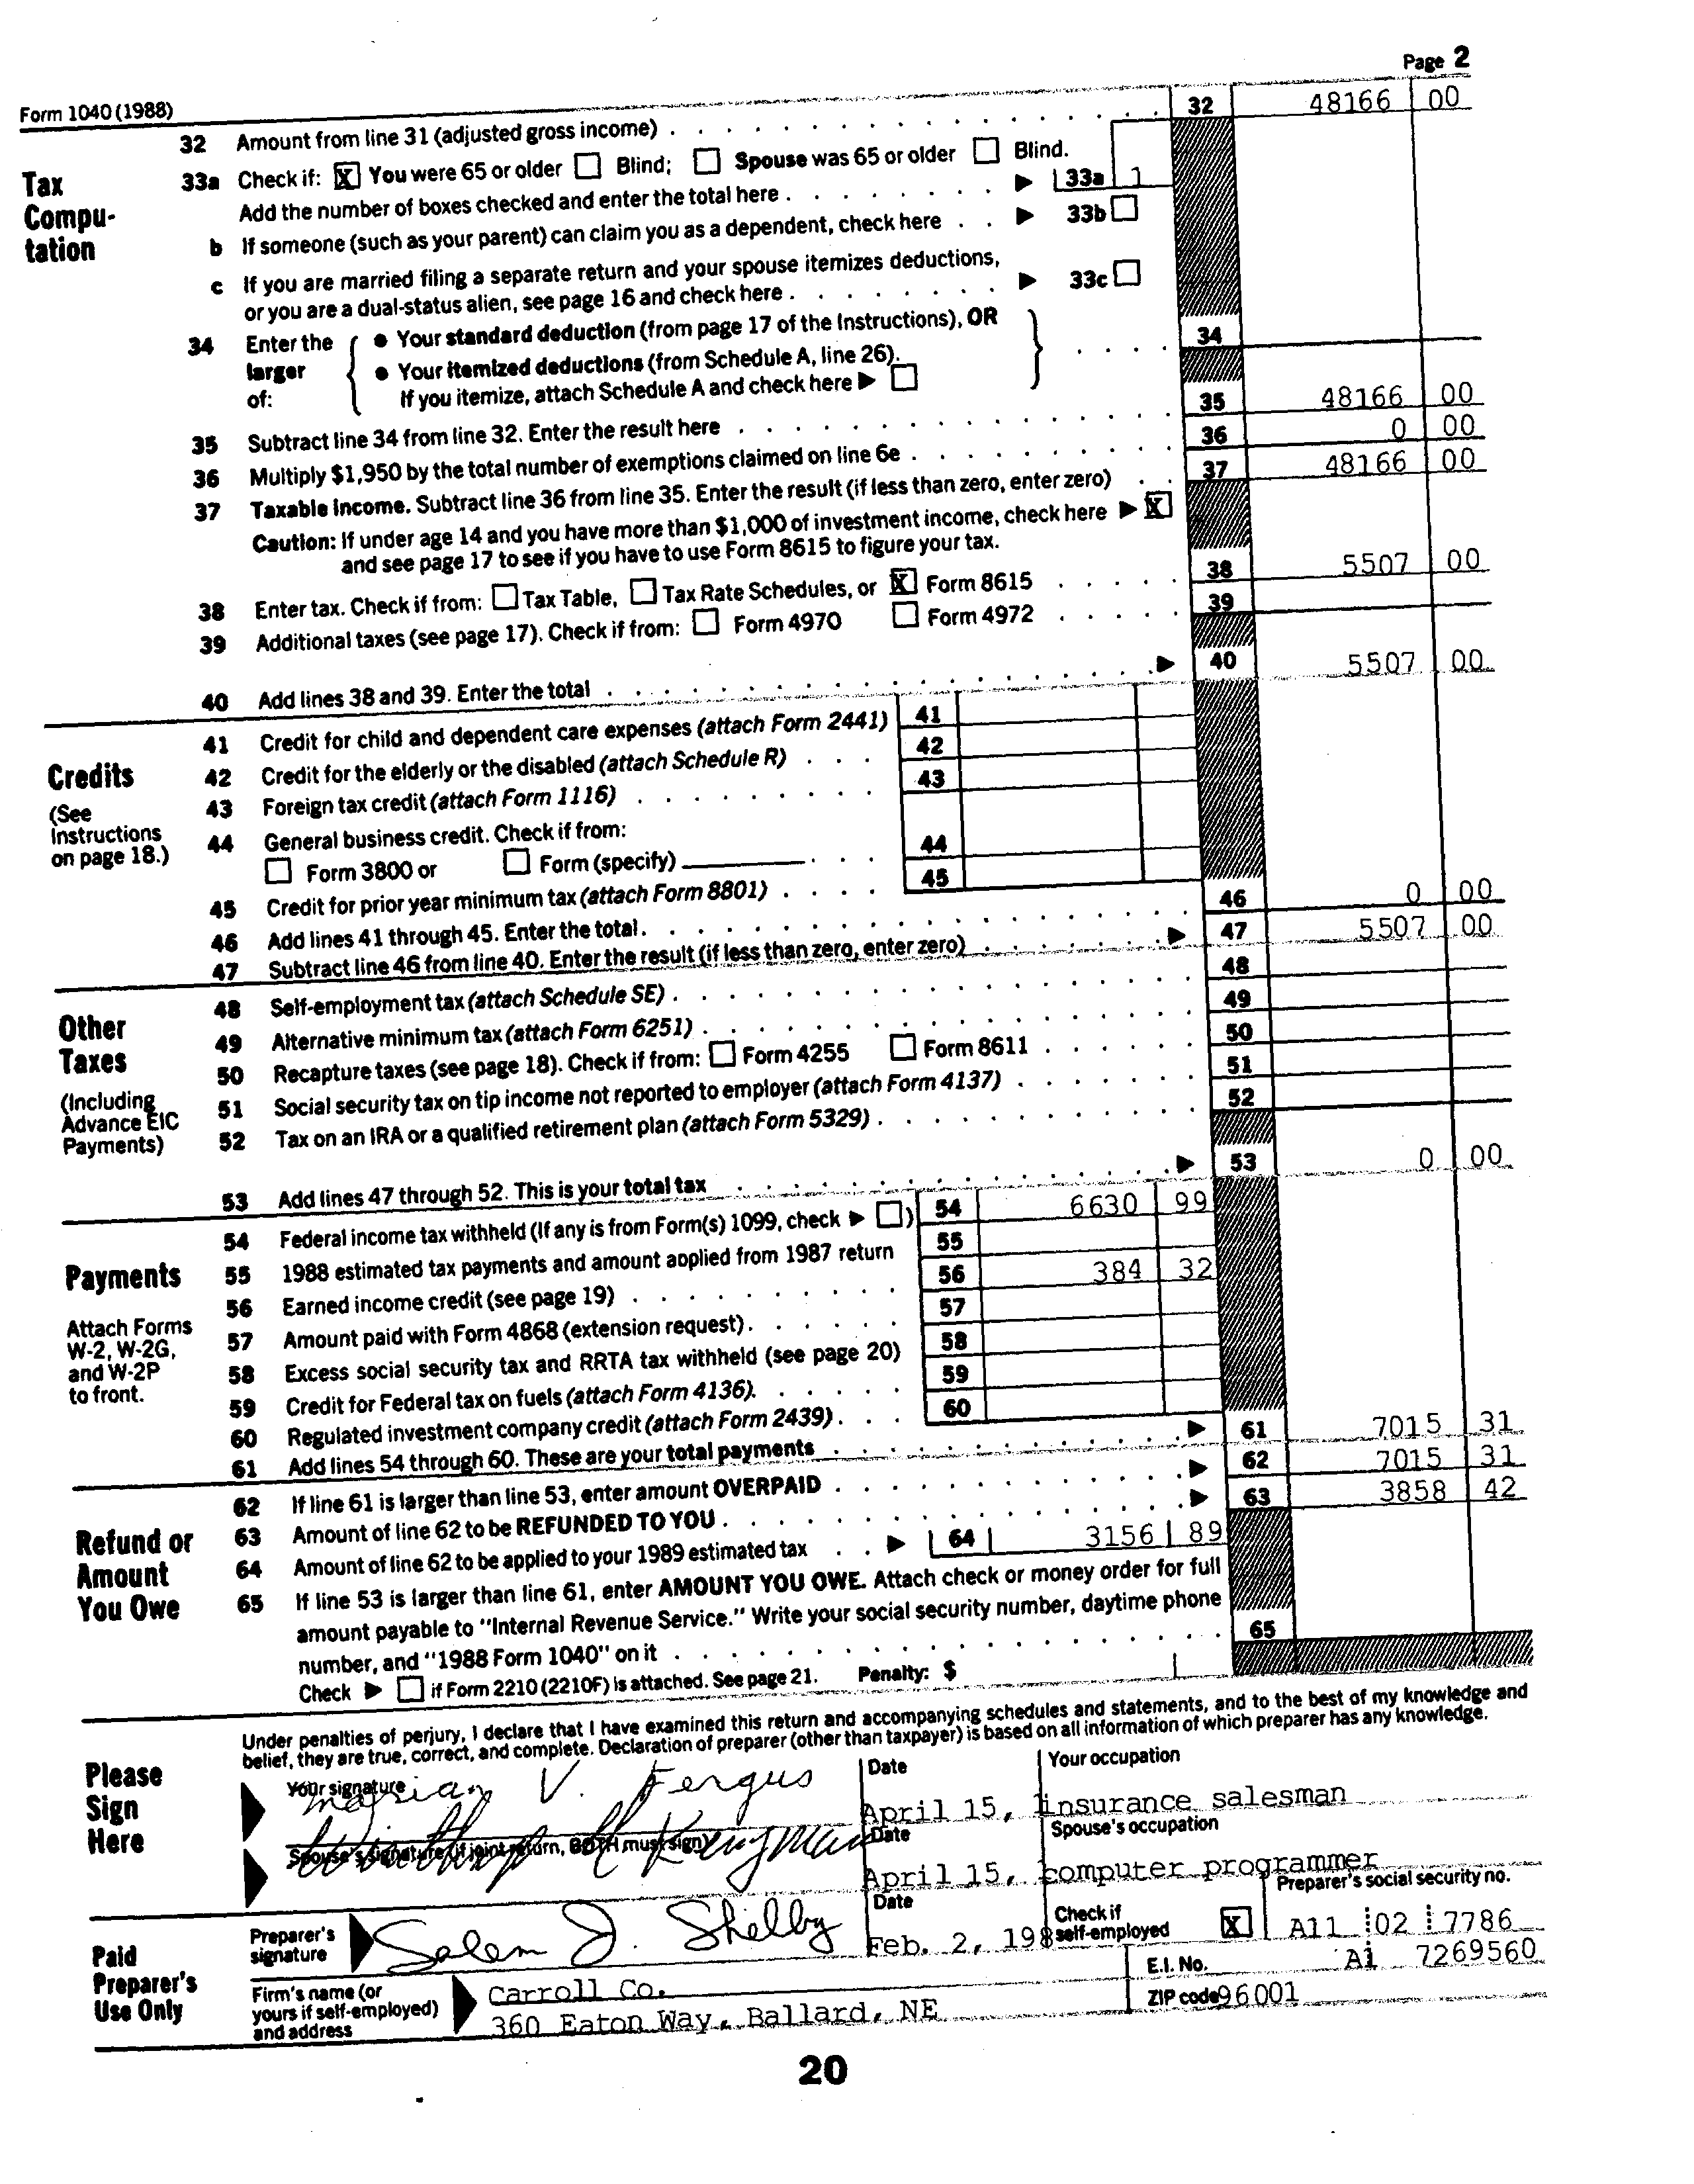 Page 2
Form 1040 (1988)
32 Amount from line 31 (adjusted gross income) 32 48166 00
Tax Compu- tation
33a Check if: [X] You were 65 or older [ ] Blind; [ ] Spouse was 65 or older [ ] Blind.
Add the number of boxes checked and enter the total here ▶ 33a 1
b If someone (such as your parent) can claim you as a dependent, check here ▶ 33b [ ]
c If you are married filing a separate return and your spouse itemizes deductions,
or you are a dual-status alien, see page 16 and check here ▶ 33c [ ]
34 Enter the larger of: { ● Your standard deduction (from page 17 of the Instructions), OR
● Your itemized deductions (from Schedule A, line 26). } 34
If you itemize, attach Schedule A and check here ▶ [ ]
35 Subtract line 34 from line 32. Enter the result here 35 48166 00
36 Multiply $1,950 by the total number of exemptions claimed on line 6e 36 0 00
37 Taxable income. Subtract line 36 from line 35. Enter the result (if less than zero, enter zero) 37 48166 00
Caution: If under age 14 and you have more than $1,000 of investment income, check here ▶ [X]
and see page 17 to see if you have to use Form 8615 to figure your tax.
38 Enter tax. Check if from: [ ] Tax Table, [ ] Tax Rate Schedules, or [X] Form 8615 38 5507 00
39 Additional taxes (see page 17). Check if from: [ ] Form 4970 [ ] Form 4972 39
40 Add lines 38 and 39. Enter the total ▶ 40 5507 00
Credits
(See Instructions on page 18.)
41 Credit for child and dependent care expenses (attach Form 2441) 41
42 Credit for the elderly or the disabled (attach Schedule R) 42
43 Foreign tax credit (attach Form 1116) 43
44 General business credit. Check if from:
[ ] Form 3800 or [ ] Form (specify) 44
45 Credit for prior year minimum tax (attach Form 8801) 45
46 Add lines 41 through 45. Enter the total 46 0 00
47 Subtract line 46 from line 40. Enter the result (if less than zero, enter zero) ▶ 47 5507 00
Other Taxes
(Including Advance EIC Payments)
48 Self-employment tax (attach Schedule SE) 48
49 Alternative minimum tax (attach Form 6251) 49
50 Recapture taxes (see page 18). Check if from: [ ] Form 4255 [ ] Form 8611 50
51 Social security tax on tip income not reported to employer (attach Form 4137) 51
52 Tax on an IRA or a qualified retirement plan (attach Form 5329) 52
53 Add lines 47 through 52. This is your total tax ▶ 53 0 00
Payments
Attach Forms W-2, W-2G, and W-2P to front.
54 Federal income tax withheld (If any is from Form(s) 1099, check ▶ [ ]) 54 6630 99
55 1988 estimated tax payments and amount applied from 1987 return 55
56 Earned income credit (see page 19) 56 384 32
57 Amount paid with Form 4868 (extension request) 57
58 Excess social security tax and RRTA tax withheld (see page 20) 58
59 Credit for Federal tax on fuels (attach Form 4136) 59
60 Regulated investment company credit (attach Form 2439) 60
61 Add lines 54 through 60. These are your total payments ▶ 61 7015 31
Refund or Amount You Owe
62 If line 61 is larger than line 53, enter amount OVERPAID ▶ 62 7015 31
63 Amount of line 62 to be REFUNDED TO YOU ▶ 63 3858 42
64 Amount of line 62 to be applied to your 1989 estimated tax ▶ 64 3156 89
65 If line 53 is larger than line 61, enter AMOUNT YOU OWE. Attach check or money order for full
amount payable to "Internal Revenue Service." Write your social security number, daytime phone
number, and "1988 Form 1040" on it 65
Check ▶ [ ] if Form 2210 (2210F) is attached. See page 21. Penalty: $
Please Sign Here
Under penalties of perjury, I declare that I have examined this return and accompanying schedules and statements, and to the best of my knowledge and
belief, they are true, correct, and complete. Declaration of preparer (other than taxpayer) is based on all information of which preparer has any knowledge.
Your signature Marian V. Fergus Date April 15, Your occupation insurance salesman
Spouse's signature (if joint return, BOTH must sign) Winthrop Kingman Date April 15, Spouse's occupation computer programmer
Paid Preparer's Use Only
Preparer's signature Salem J. Shelby Date Feb. 2, 198 Check if self-employed [X] Preparer's social security no. A11 02 7786
Firm's name (or yours if self-employed) and address Carroll Co. E.I. No. A1 7269560
360 Eaton Way, Ballard, NE ZIP code 96001
20